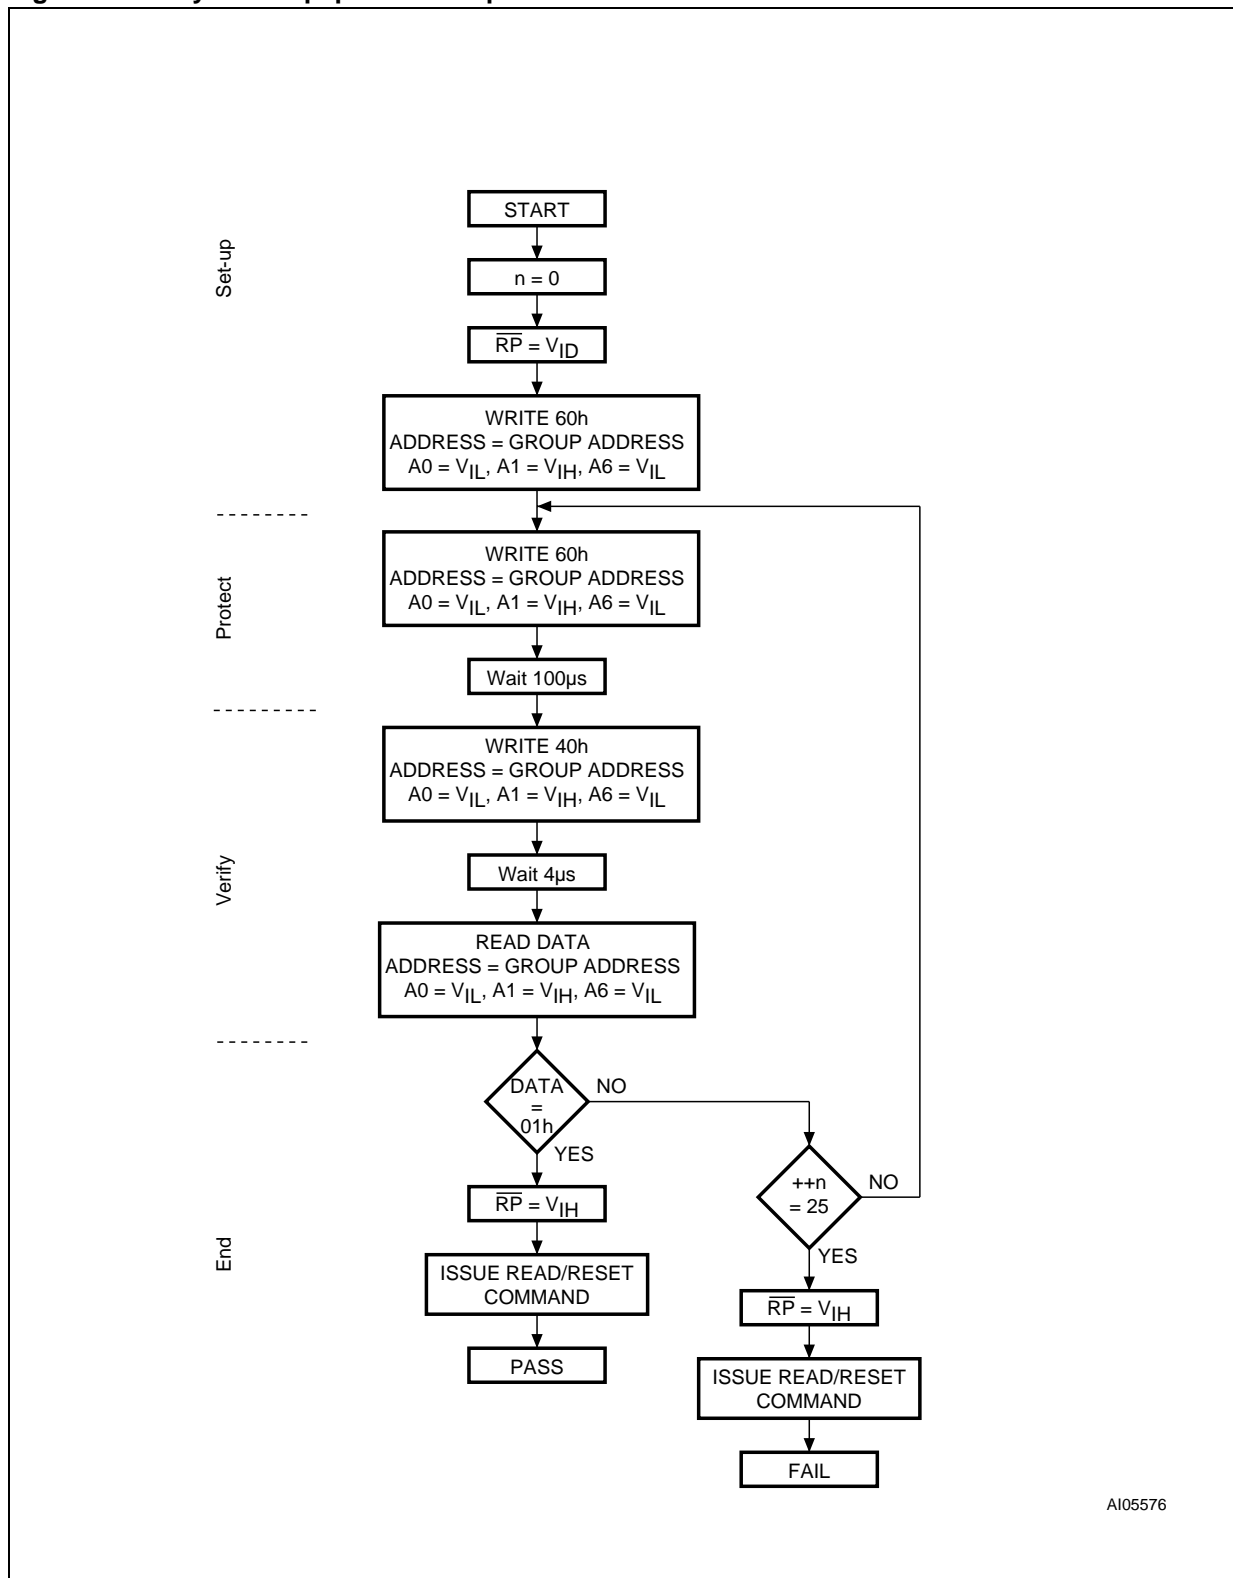 START
Set-up
n = 0
RP = VID
WRITE 60h
ADDRESS = GROUP ADDRESS
A0 = VIL, A1 = VIH, A6 = VIL
Protect
WRITE 60h
ADDRESS = GROUP ADDRESS
A0 = VIL, A1 = VIH, A6 = VIL
Wait 100µs
Verify
WRITE 40h
ADDRESS = GROUP ADDRESS
A0 = VIL, A1 = VIH, A6 = VIL
Wait 4µs
READ DATA
ADDRESS = GROUP ADDRESS
A0 = VIL, A1 = VIH, A6 = VIL
End
DATA
=
01h
NO
YES
++n
= 25
NO
YES
RP = VIH
ISSUE READ/RESET
COMMAND
PASS
RP = VIH
ISSUE READ/RESET
COMMAND
FAIL
AI05576